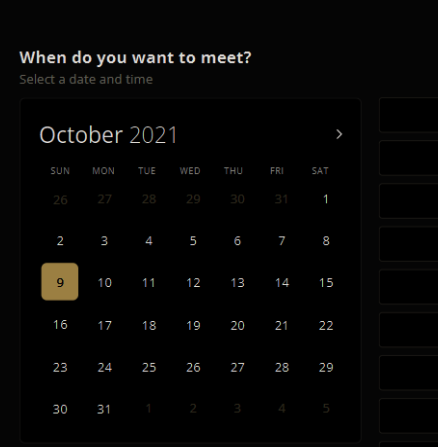 When do you want to meet?
Select a date and time
October 2021
SUN MON TUE WED THU FRI SAT
26 27 28 29 30 31 1
2 3 4 5 6 7 8
9 10 11 12 13 14 15
16 17 18 19 20 21 22
23 24 25 26 27 28 29
30 31 1 2 3 4 5